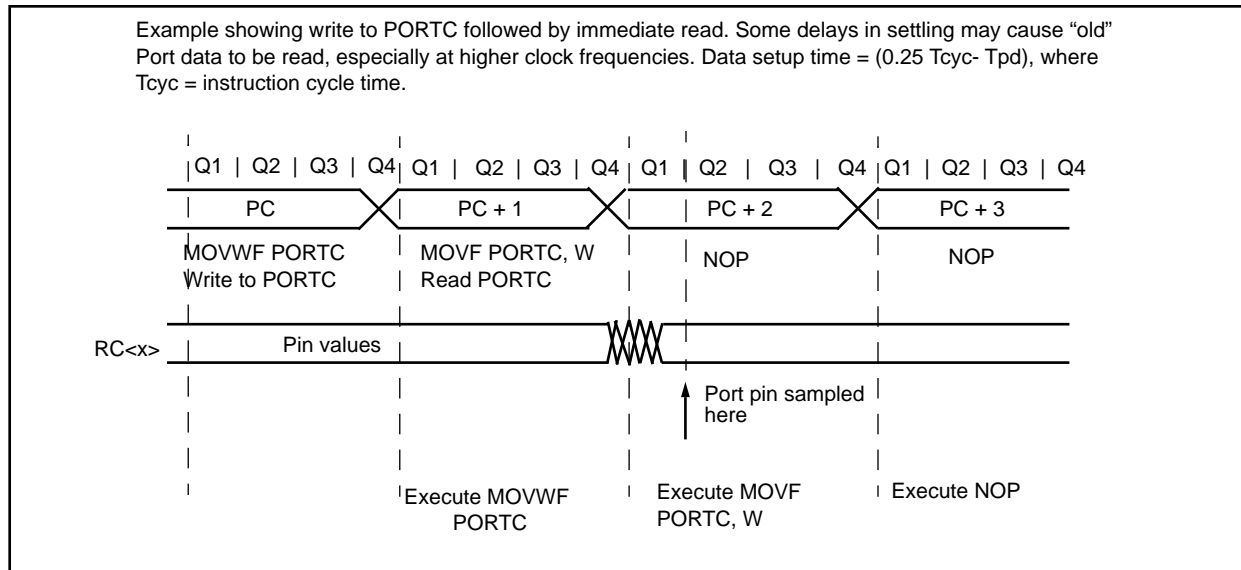 Example showing write to PORTC followed by immediate read. Some delays in settling may cause “old”
Port data to be read, especially at higher clock frequencies. Data setup time = (0.25 Tcyc- Tpd), where
Tcyc = instruction cycle time.
Q1 | Q2 | Q3 | Q4 Q1 | Q2 | Q3 | Q4 Q1 | Q2 | Q3 | Q4 Q1 | Q2 | Q3 | Q4
PC PC + 1 PC + 2 PC + 3
MOVWF PORTC
Write to PORTC
MOVF PORTC, W
Read PORTC
NOP
NOP
RC<x> Pin values
Port pin sampled
here
Execute MOVWF
PORTC
Execute MOVF
PORTC, W
Execute NOP